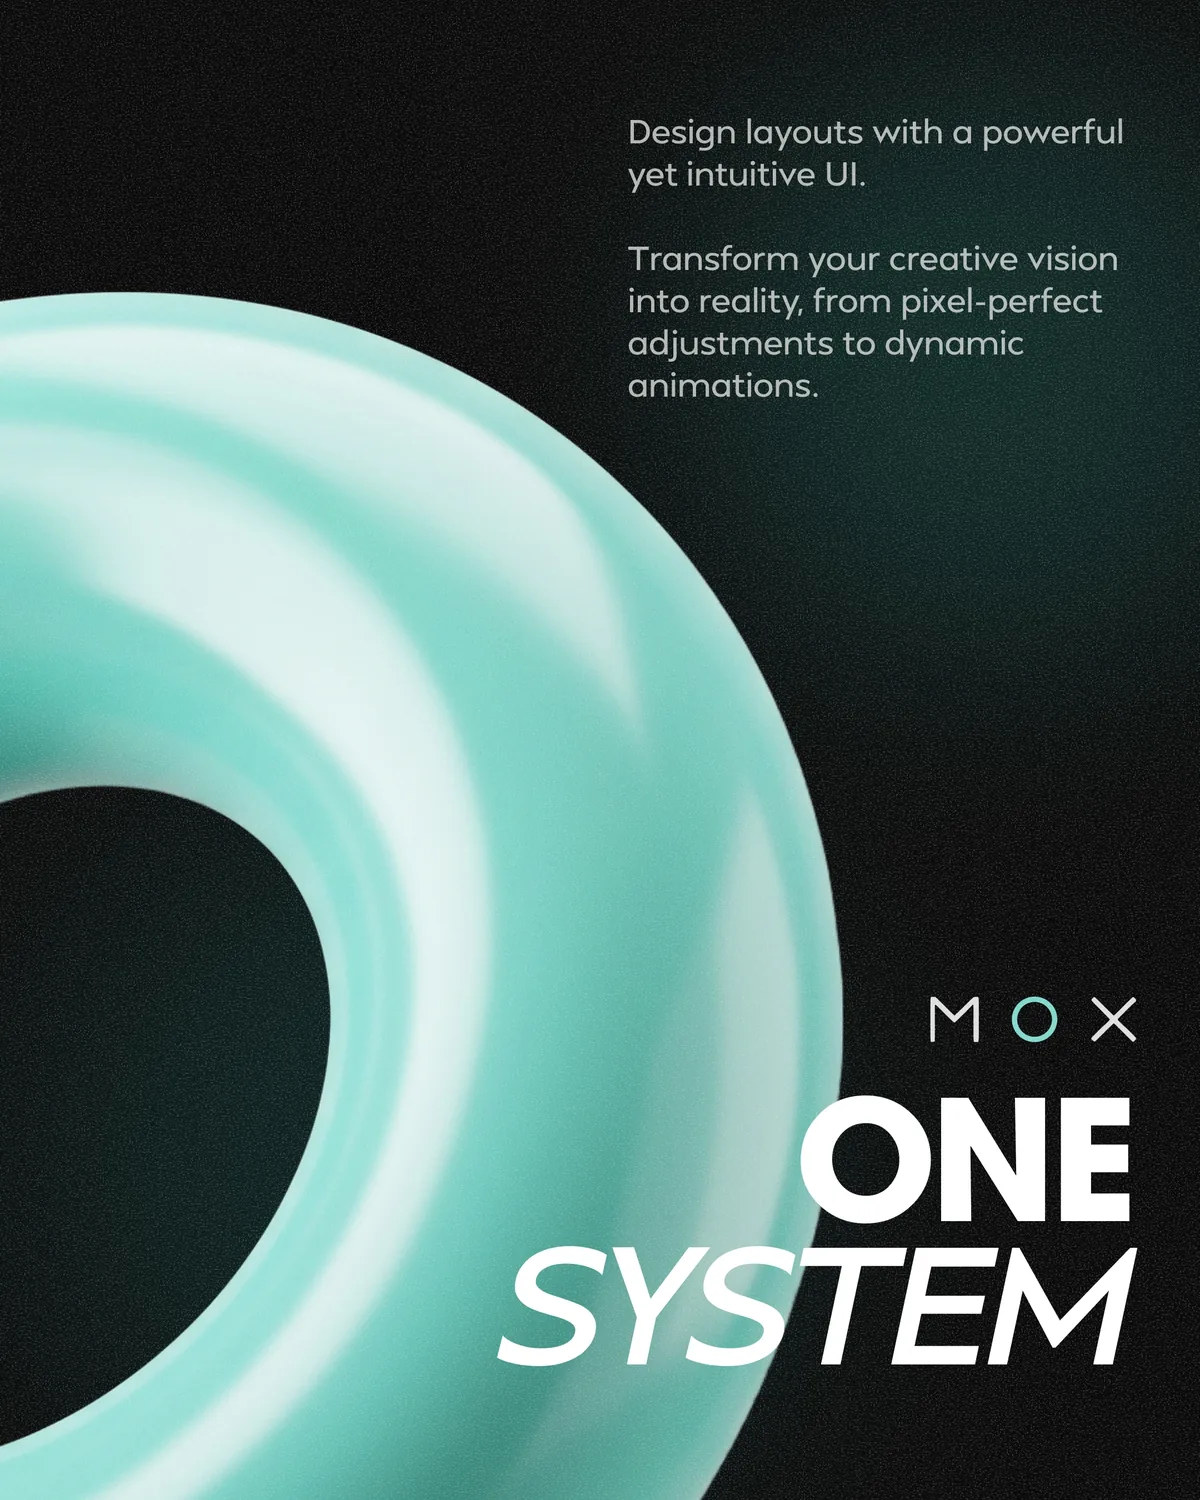 Design layouts with a powerful
yet intuitive UI.
Transform your creative vision
into reality, from pixel-perfect
adjustments to dynamic
animations.
MOX
ONE
SYSTEM